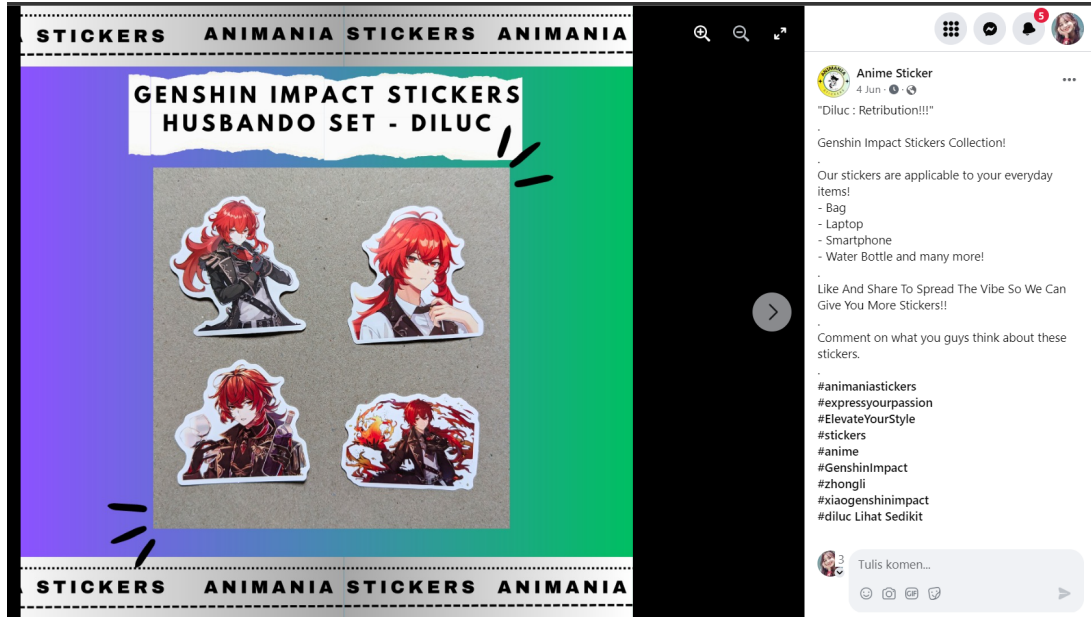 STICKERS ANIMANIA STICKERS ANIMANIA
GENSHIN IMPACT STICKERS
HUSBANDO SET - DILUC
STICKERS ANIMANIA STICKERS ANIMANIA
5
Anime Sticker
4 Jun ·
"Diluc : Retribution!!!"
.
Genshin Impact Stickers Collection!
.
Our stickers are applicable to your everyday
items!
- Bag
- Laptop
- Smartphone
- Water Bottle and many more!
.
Like And Share To Spread The Vibe So We Can
Give You More Stickers!!
.
Comment on what you guys think about these
stickers.
.
#animaniastickers
#expressyourpassion
#ElevateYourStyle
#stickers
#anime
#GenshinImpact
#zhongli
#xiaogenshinimpact
#diluc Lihat Sedikit
Tulis komen...
GIF